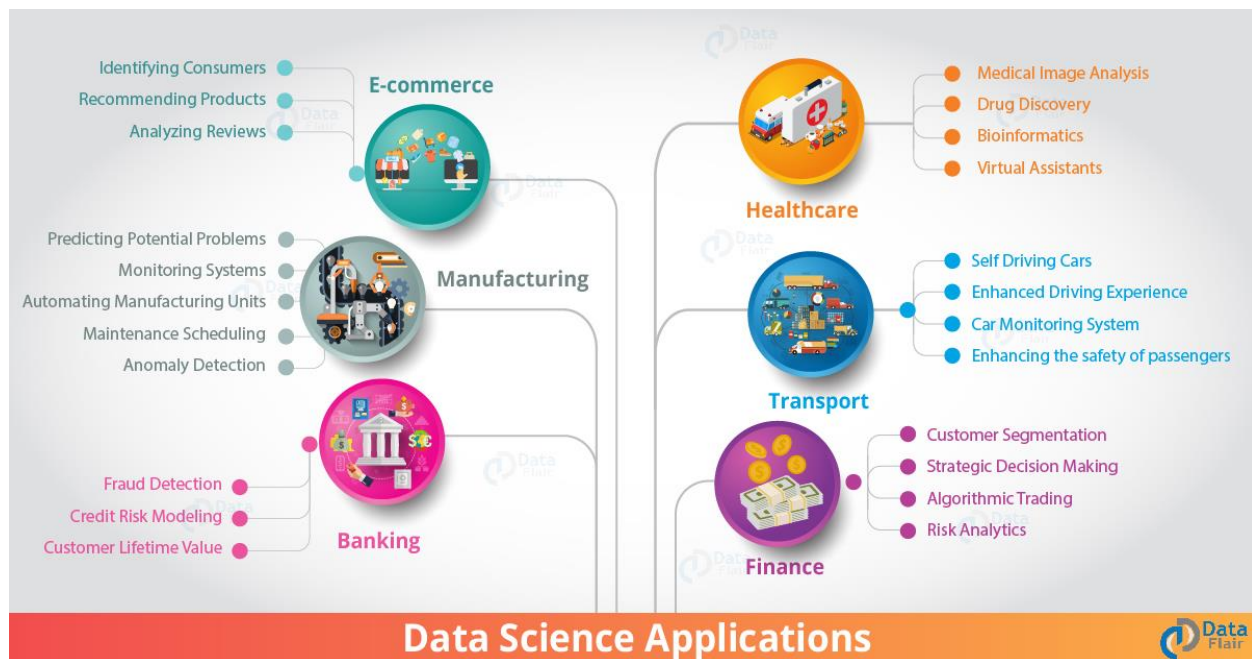 E-commerce
Identifying Consumers
Recommending Products
Analyzing Reviews
Manufacturing
Predicting Potential Problems
Monitoring Systems
Automating Manufacturing Units
Maintenance Scheduling
Anomaly Detection
Banking
Fraud Detection
Credit Risk Modeling
Customer Lifetime Value
Healthcare
Medical Image Analysis
Drug Discovery
Bioinformatics
Virtual Assistants
Transport
Self Driving Cars
Enhanced Driving Experience
Car Monitoring System
Enhancing the safety of passengers
Finance
Customer Segmentation
Strategic Decision Making
Algorithmic Trading
Risk Analytics
Data Science Applications
Data
Flair